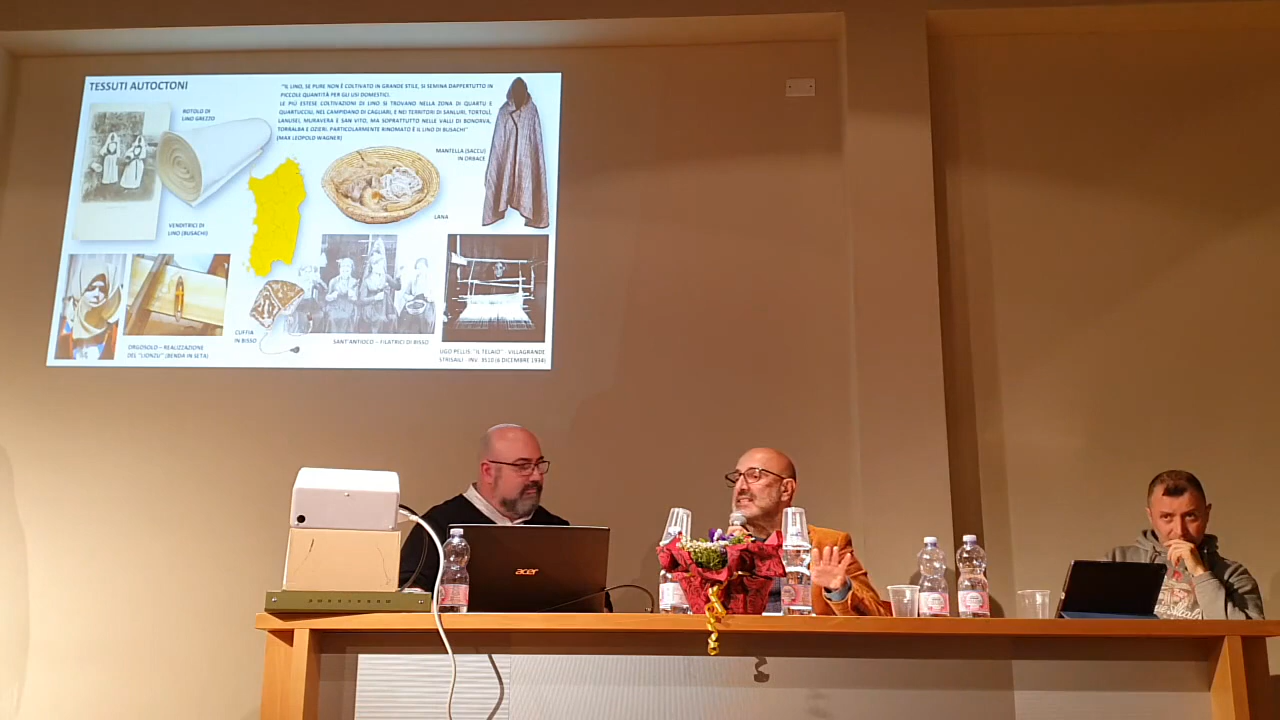 TESSUTI AUTOCTONI
"IL LINO, SE PURE NON È COLTIVATO IN GRANDE STILE, SI SEMINA DAPPERTUTTO IN
PICCOLE QUANTITÀ PER GLI USI DOMESTICI.
LE PIÙ ESTESE COLTIVAZIONI DI LINO SI TROVANO NELLA ZONA DI QUARTU E
QUARTUCCIU, NEL CAMPIDANO DI CAGLIARI, E NEI TERRITORI DI SANLURI, TORTOLÌ,
LANUSEI, MURAVERA E SAN VITO, MA SOPRATTUTTO NELLE VALLI DI BONORVA,
TORRALBA E OZIERI. PARTICOLARMENTE RINOMATO È IL LINO DI BUSACHI"
(MAX LEOPOLD WAGNER)
ROTOLO DI
LINO GREZZO
MANTELLA (SACCU)
IN ORBACE
LANA
VENDITRICI DI
LINO (BUSACHI)
CUFFIA
IN BISSO
SANT'ANTIOCO – FILATRICI DI BISSO
ORGOSOLO – REALIZZAZIONE
DEL "LIONZU" (BENDA IN SETA)
UGO PELLIS "IL TELAIO" - VILLAGRANDE
STRISAILI - INV. 3510 (6 DICEMBRE 1934)
acer